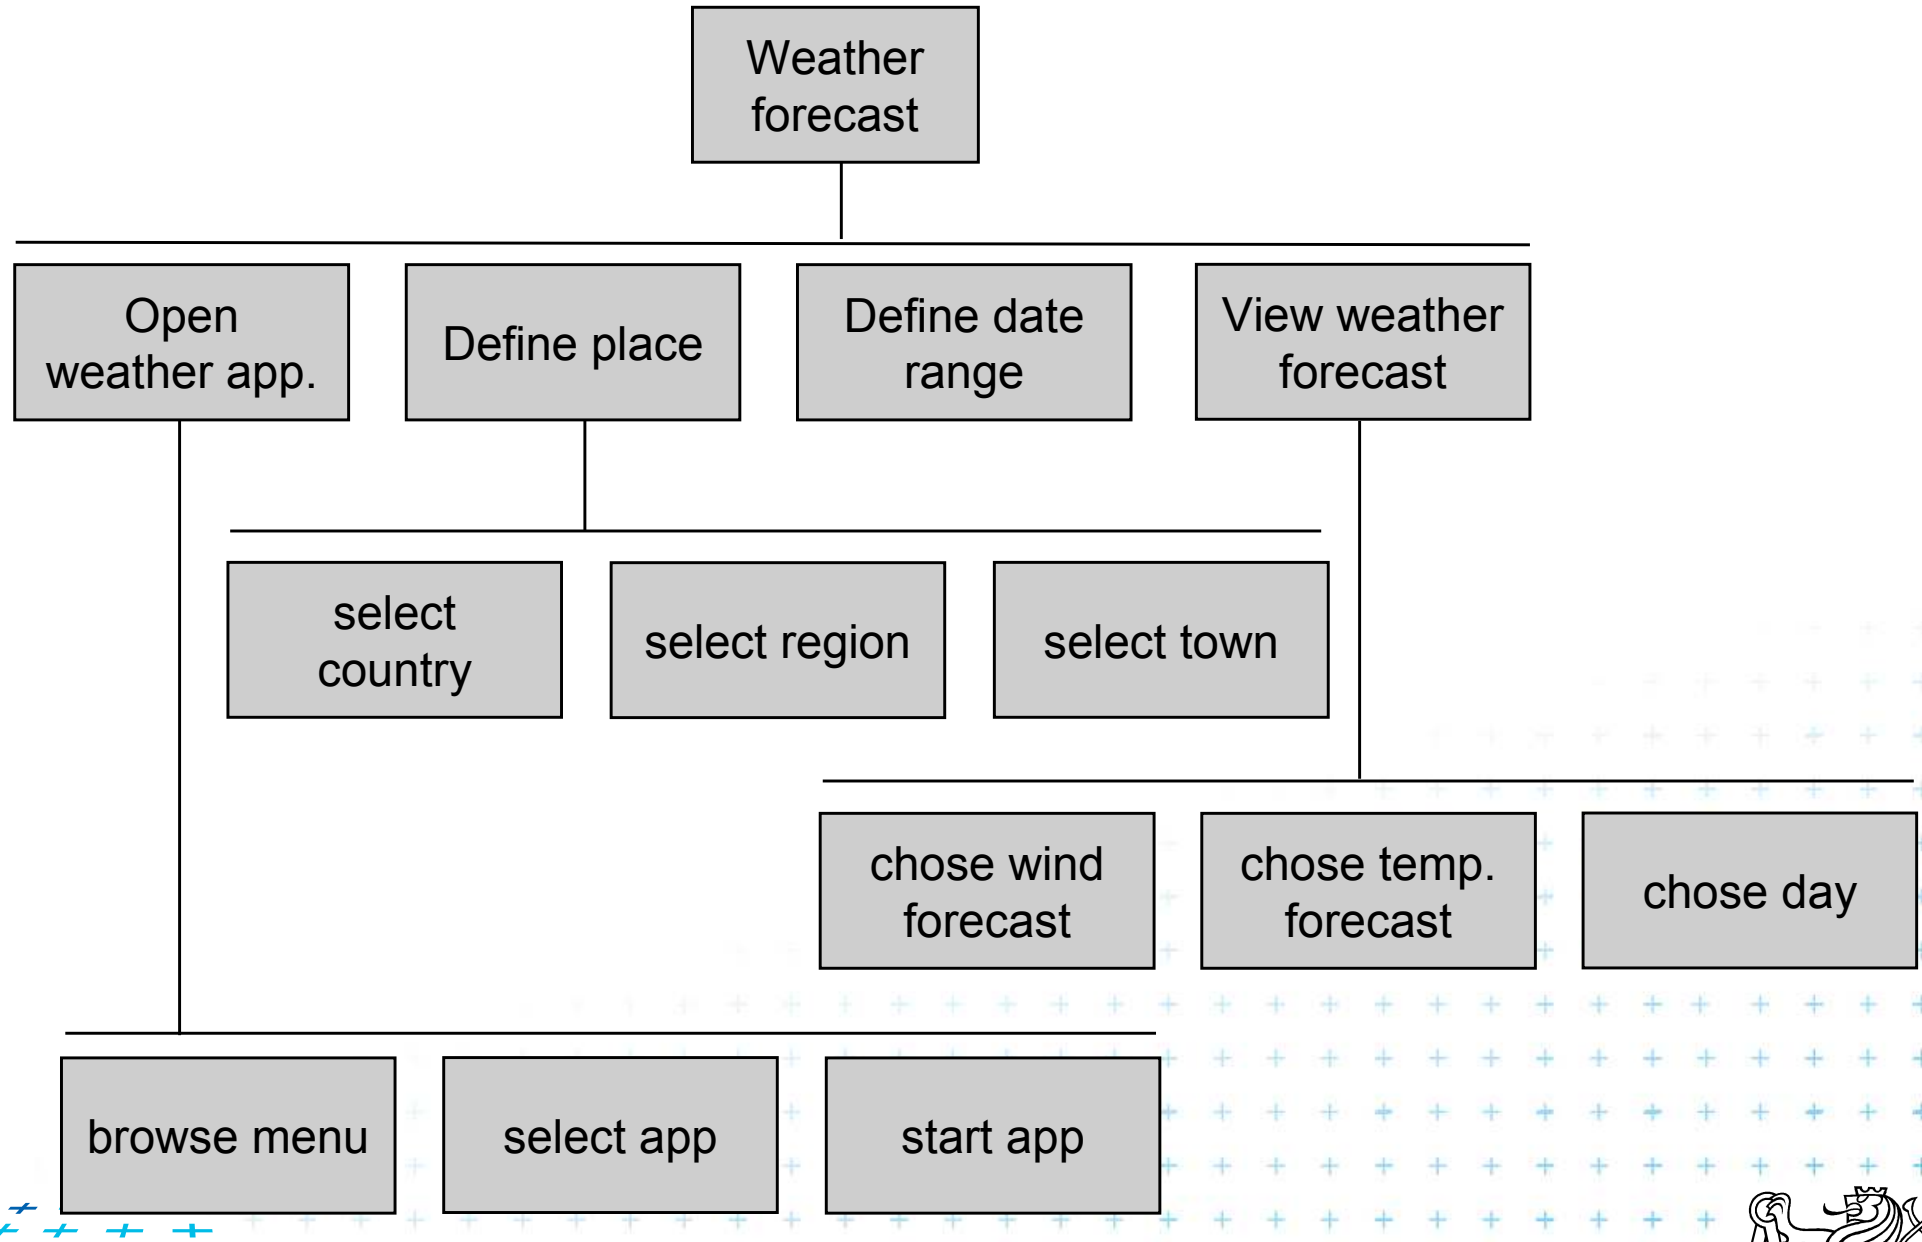 Weather
forecast
Open
weather app.
Define place
Define date
range
View weather
forecast
select
country
select region
select town
chose wind
forecast
chose temp.
forecast
chose day
browse menu
select app
start app